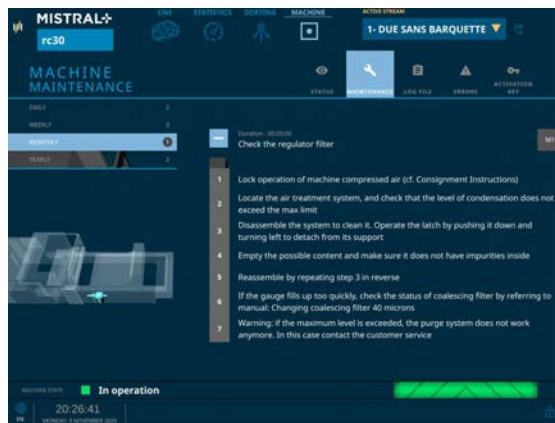 MISTRAL+
rc30
CNS
STATISTICS
SORTING
MACHINE
ACTIVE STREAM
1- DUE SANS BARQUETTE
MACHINE
MAINTENANCE
STATUS
MAINTENANCE
LOG FILE
ERRORS
ACTIVATION
KEY
DAILY 2
WEEKLY 3
MONTHLY 1
YEARLY 2
Duration : 00:05:00
Check the regulator filter
M1
1 Lock operation of machine compressed air (cf. Consignment Instructions)
2 Locate the air treatment system, and check that the level of condensation does not
exceed the max limit
3 Disassemble the system to clean it. Operate the latch by pushing it down and
turning left to detach from its support
4 Empty the possible content and make sure it does not have impurities inside
5 Reassemble by repeating step 3 in reverse
6 If the gauge fills up too quickly, check the status of coalescing filter by referring to
manual: Changing coalescing filter 40 microns
7 Warning: if the maximum level is exceeded, the purge system does not work
anymore. In this case contact the customer service
MACHINE STATE
In operation
EN
20:26:41
MONDAY 9 NOVEMBER 2020